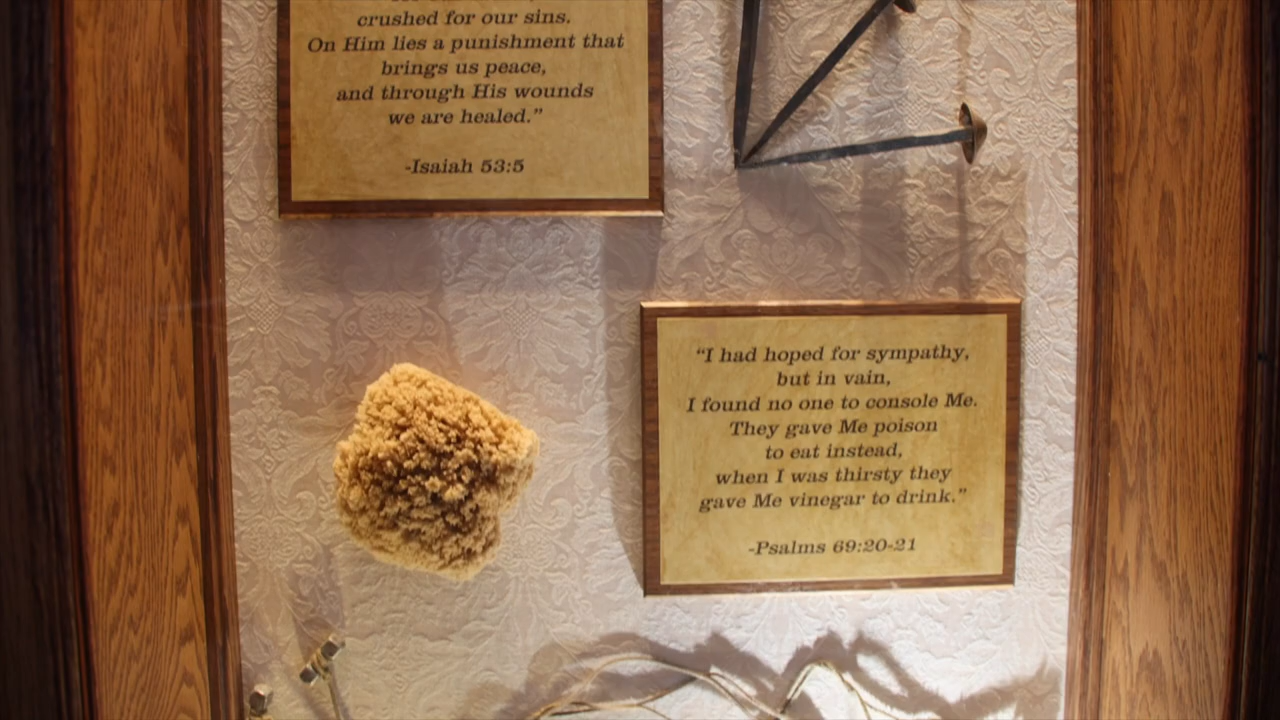 crushed for our sins.
On Him lies a punishment that
brings us peace,
and through His wounds
we are healed.”
-Isaiah 53:5
“I had hoped for sympathy,
but in vain,
I found no one to console Me.
They gave Me poison
to eat instead,
when I was thirsty they
gave Me vinegar to drink.”
-Psalms 69:20-21